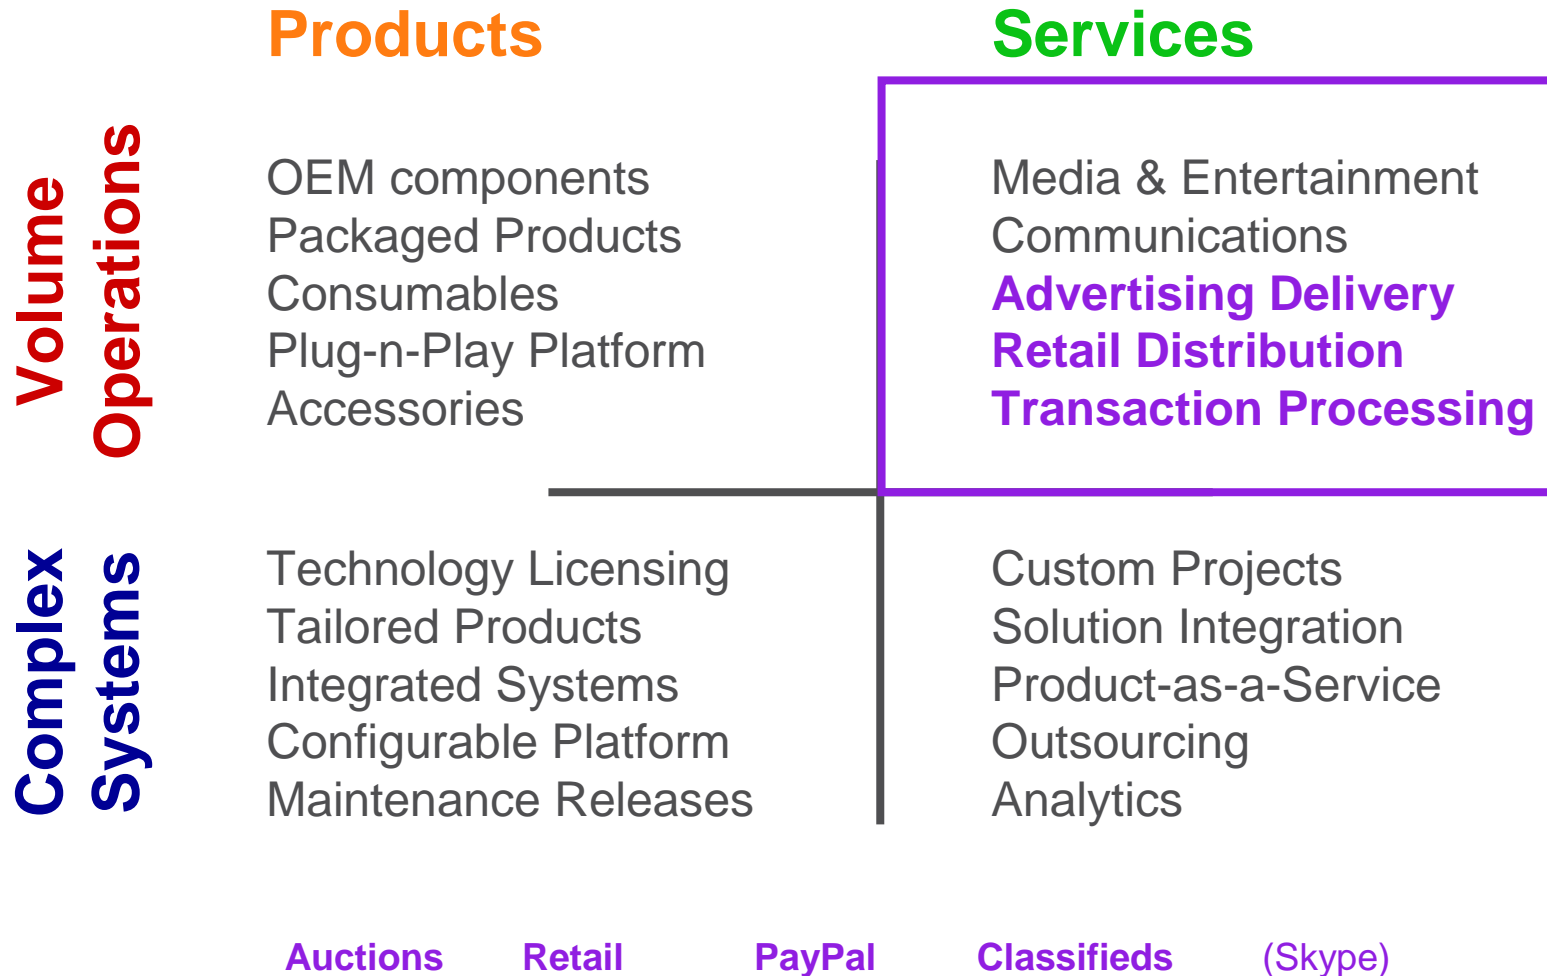 Products
Services
Volume
Operations
OEM components
Packaged Products
Consumables
Plug-n-Play Platform
Accessories
Media & Entertainment
Communications
Advertising Delivery
Retail Distribution
Transaction Processing
Complex
Systems
Technology Licensing
Tailored Products
Integrated Systems
Configurable Platform
Maintenance Releases
Custom Projects
Solution Integration
Product-as-a-Service
Outsourcing
Analytics
Auctions Retail PayPal Classifieds (Skype)